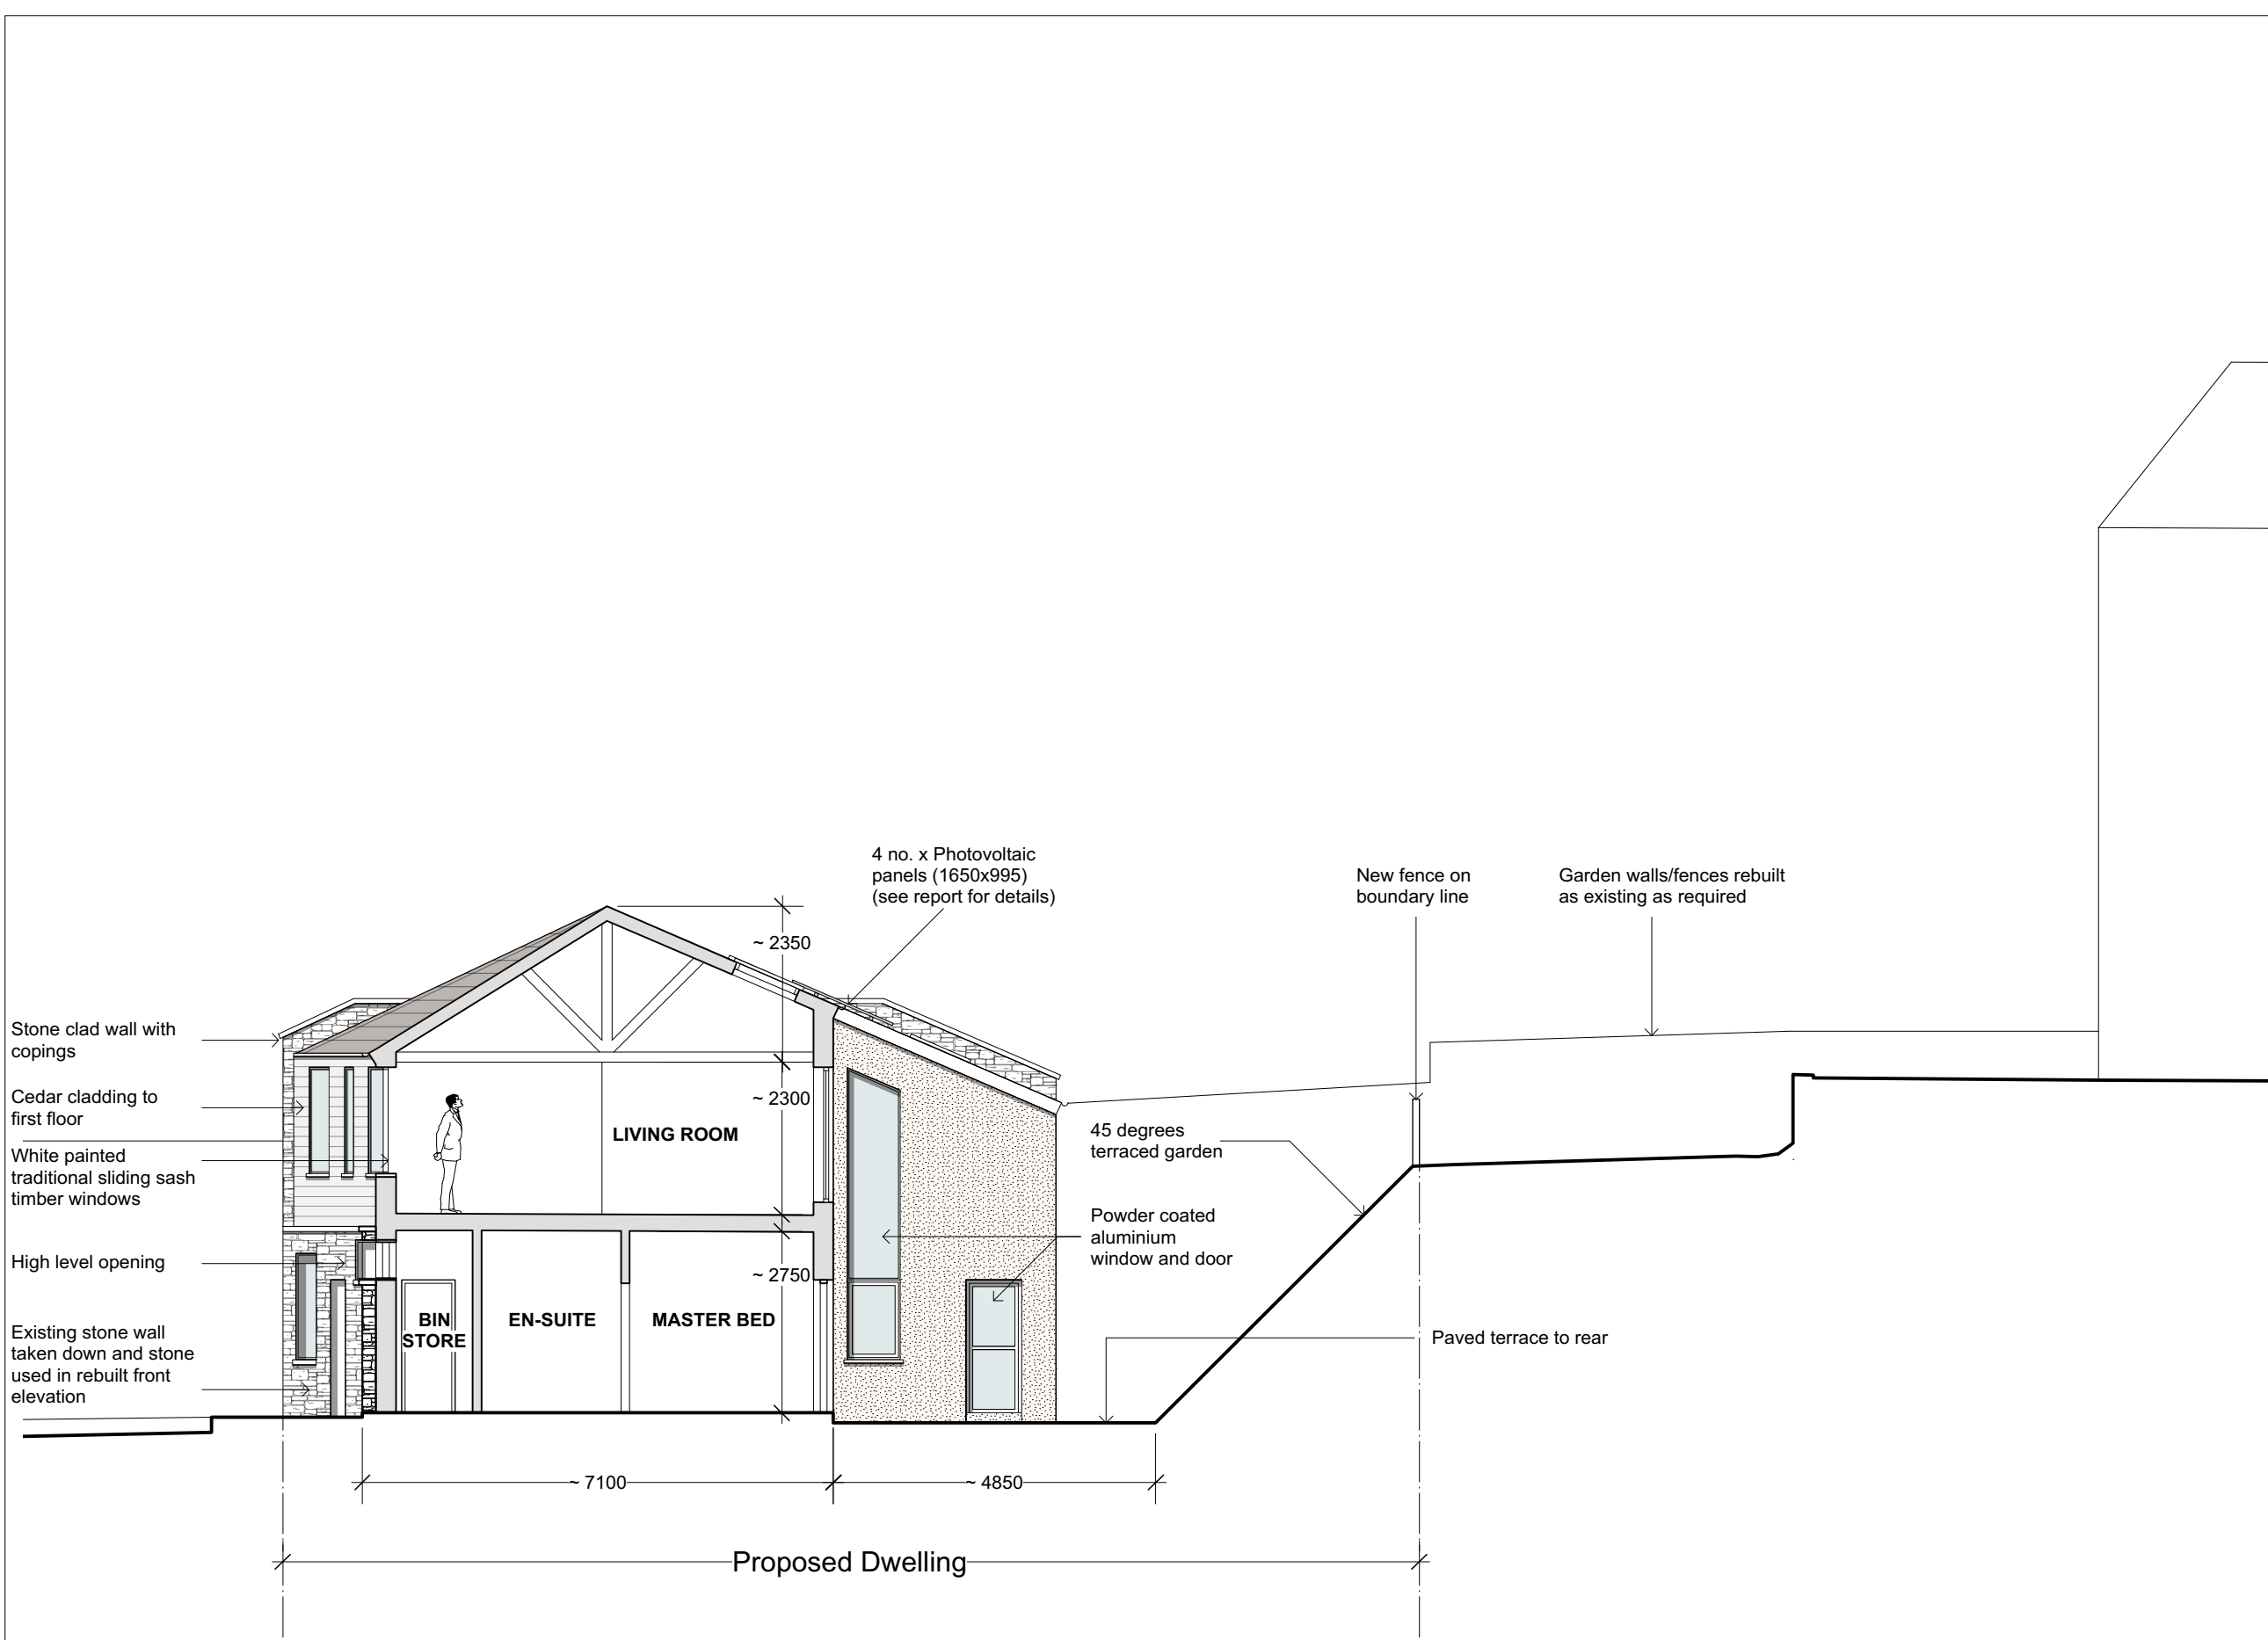 4 no. x Photovoltaic
panels (1650x995)
(see report for details)
New fence on
boundary line
Garden walls/fences rebuilt
as existing as required
~ 2350
Stone clad wall with
copings
Cedar cladding to
first floor
White painted
traditional sliding sash
timber windows
High level opening
Existing stone wall
taken down and stone
used in rebuilt front
elevation
~ 2300
LIVING ROOM
~ 2750
BIN
STORE
EN-SUITE
MASTER BED
45 degrees
terraced garden
Powder coated
aluminium
window and door
Paved terrace to rear
~ 7100
~ 4850
Proposed Dwelling